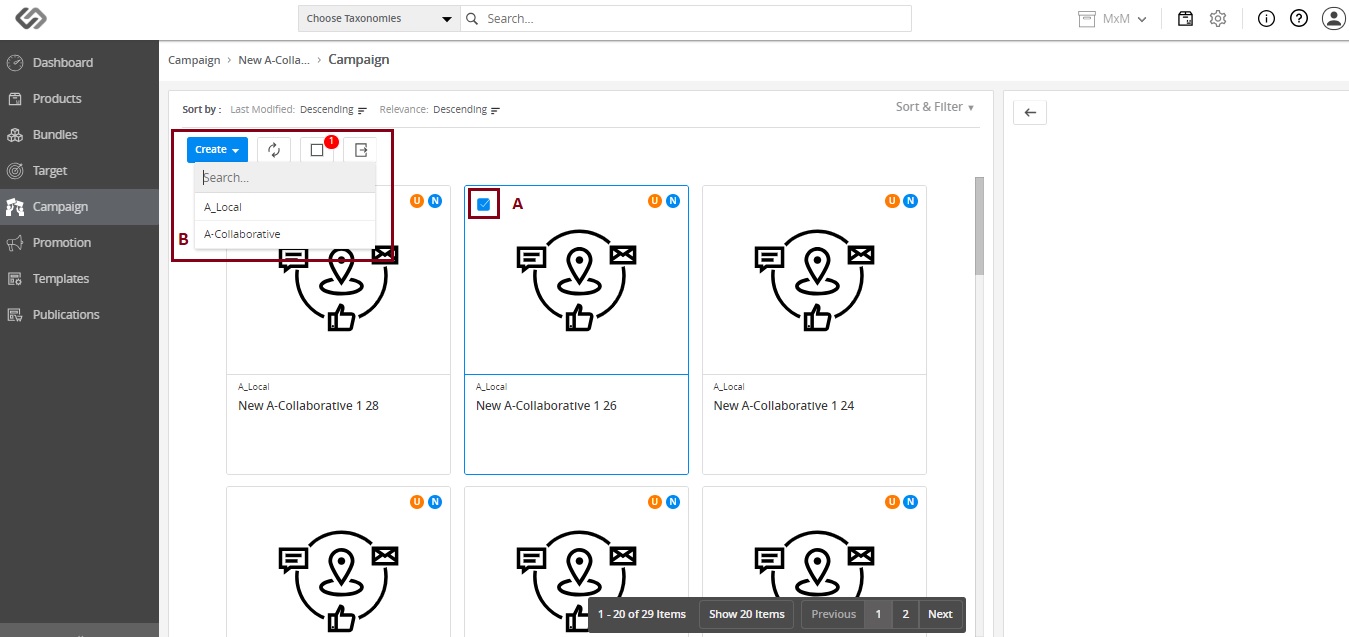 Choose Taxonomies
Search...
MxM
Dashboard
Products
Bundles
Target
Campaign
Promotion
Templates
Publications
Campaign › New A-Colla... › Campaign
Sort by : Last Modified: Descending Relevance: Descending
Sort & Filter
Create
1
Search...
A_Local
A-Collaborative
B
A
U N
U N
U N
A_Local
New A-Collaborative 1 28
A_Local
New A-Collaborative 1 26
A_Local
New A-Collaborative 1 24
U N
U N
U N
1 - 20 of 29 Items
Show 20 Items
Previous 1 2 Next